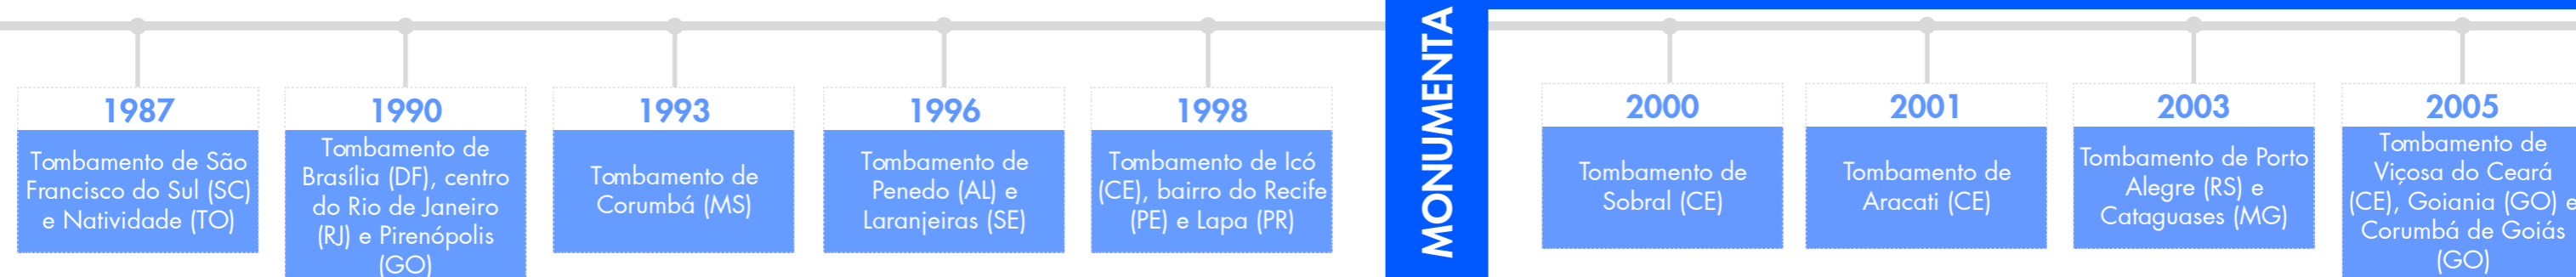 1987
Tombamento de São
Francisco do Sul (SC)
e Natividade (TO)
1990
Tombamento de
Brasília (DF), centro
do Rio de Janeiro
(RJ) e Pirenópolis
(GO)
1993
Tombamento de
Corumbá (MS)
1996
Tombamento de
Penedo (AL) e
Laranjeiras (SE)
1998
Tombamento de Icó
(CE), bairro do Recife
(PE) e Lapa (PR)
MONUMENTA
2000
Tombamento de
Sobral (CE)
2001
Tombamento de
Aracati (CE)
2003
Tombamento de Porto
Alegre (RS) e
Cataguases (MG)
2005
Tombamento de
Viçosa do Ceará
(CE), Goiania (GO) e
Corumbá de Goiás
(GO)